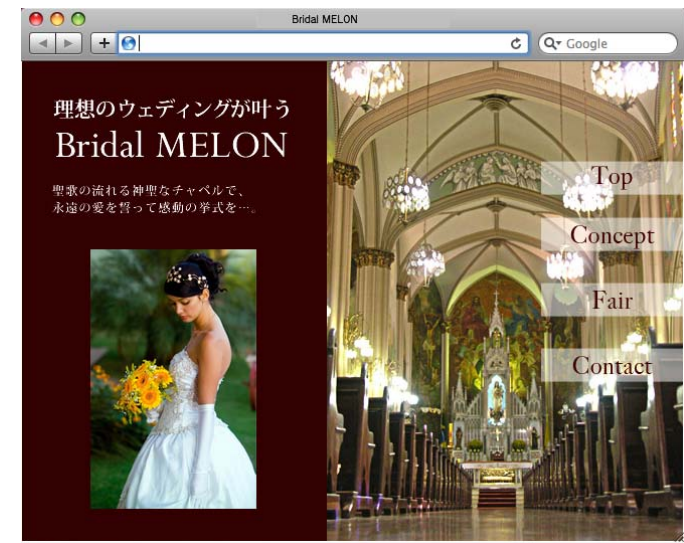 Bridal MELON
Google
理想のウェディングが叶う
Bridal MELON
聖歌の流れる神聖なチャペルで、
永遠の愛を誓って感動の挙式を…。
Top
Concept
Fair
Contact